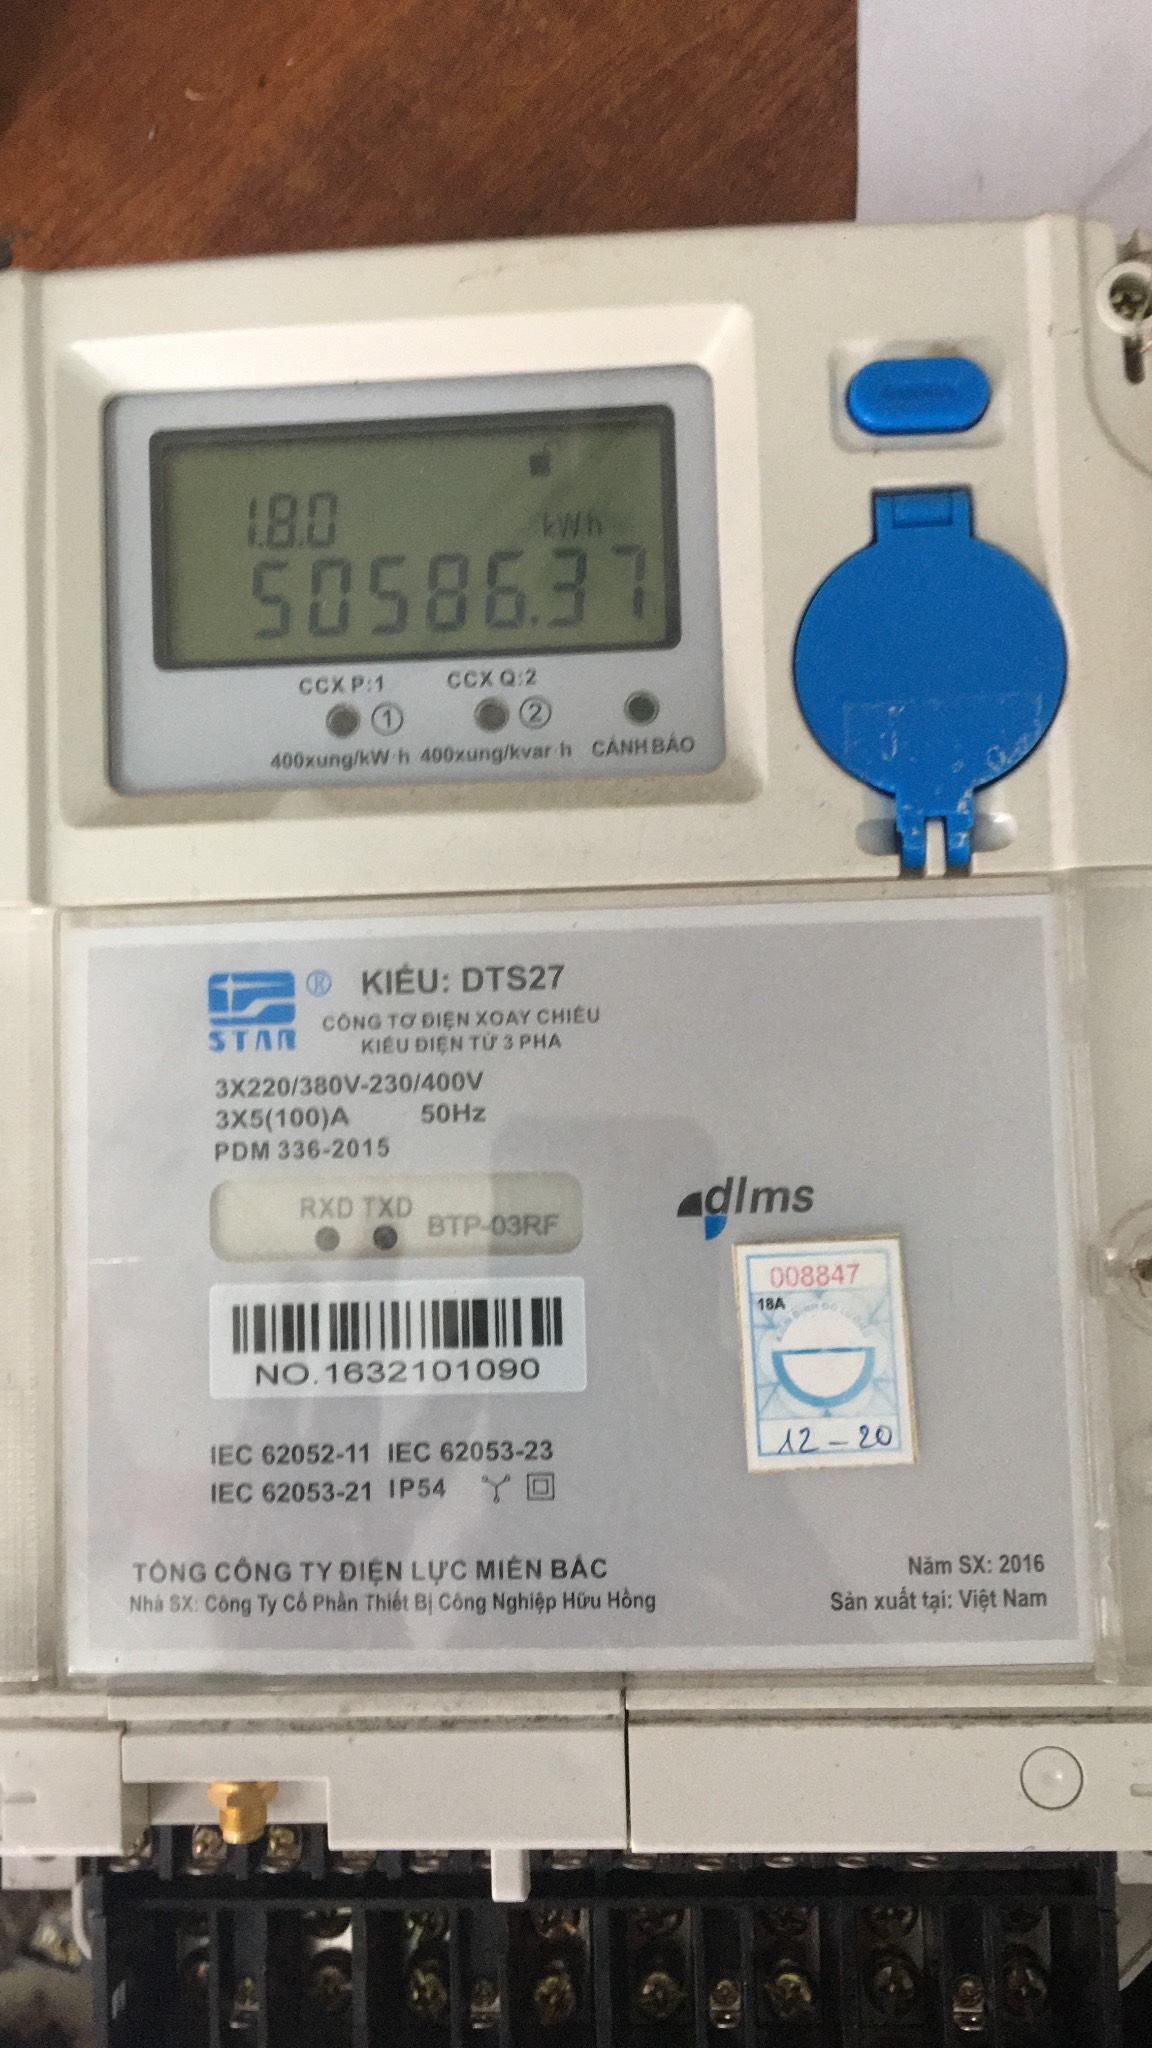 1.8.0
kWh
50586.37
CCX P:1 CCX Q:2
1 2
400xung/kW·h 400xung/kvar·h CẢNH BÁO
STAR ® KIỂU: DTS27
CÔNG TƠ ĐIỆN XOAY CHIỀU
KIỂU ĐIỆN TỬ 3 PHA
3X220/380V-230/400V
3X5(100)A 50Hz
PDM 336-2015
RXD TXD BTP-03RF
dlms
008847
18A
12-20
NO.1632101090
IEC 62052-11 IEC 62053-23
IEC 62053-21 IP54
TỔNG CÔNG TY ĐIỆN LỰC MIỀN BẮC
Nhà SX: Công Ty Cổ Phần Thiết Bị Công Nghiệp Hữu Hồng
Năm SX: 2016
Sản xuất tại: Việt Nam